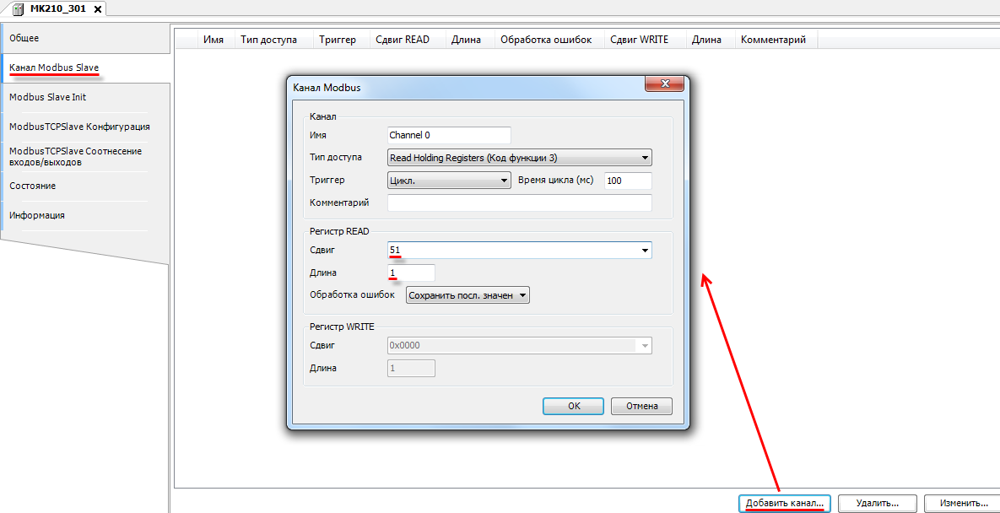 MK210_301
Общее
Канал Modbus Slave
Modbus Slave Init
ModbusTCPSlave Конфигурация
ModbusTCPSlave Соотнесение
входов/выходов
Состояние
Информация
Имя Тип доступа Триггер Сдвиг READ Длина Обработка ошибок Сдвиг WRITE Длина Комментарий
Канал Modbus
Канал
Имя Channel 0
Тип доступа Read Holding Registers (Код функции 3)
Триггер Цикл. Время цикла (мс) 100
Комментарий
Регистр READ
Сдвиг 51
Длина 1
Обработка ошибок Сохранить посл. значен
Регистр WRITE
Сдвиг 0x0000
Длина 1
OK Отмена
Добавить канал... Удалить... Изменить...